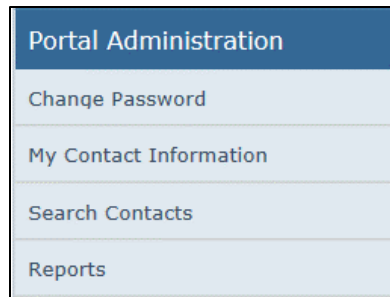 Portal Administration
Change Password
My Contact Information
Search Contacts
Reports